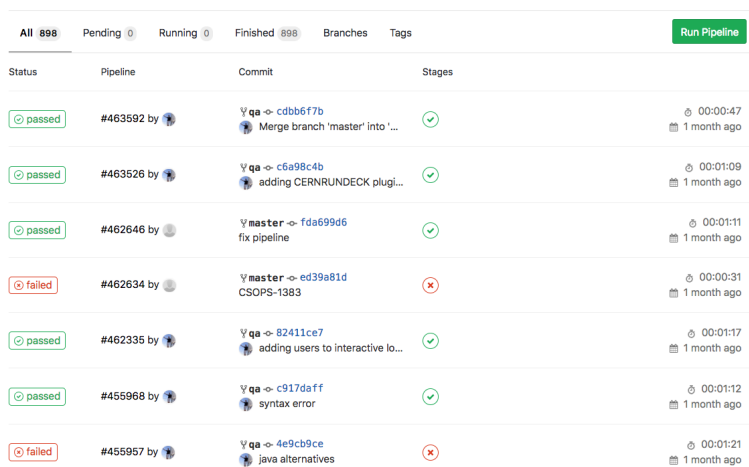 All 898 Pending 0 Running 0 Finished 898 Branches Tags Run Pipeline
Status Pipeline Commit Stages
passed #463592 by qa cdbb6f7b 00:00:47
Merge branch 'master' into '... 1 month ago
passed #463526 by qa c6a98c4b 00:01:09
adding CERNRUNDECK plugi... 1 month ago
passed #462646 by master fda699d6 00:01:11
fix pipeline 1 month ago
failed #462634 by master ed39a81d 00:00:31
CSOPS-1383 1 month ago
passed #462335 by qa 82411ce7 00:01:17
adding users to interactive lo... 1 month ago
passed #455968 by qa c917daff 00:01:12
syntax error 1 month ago
failed #455957 by qa 4e9cb9ce 00:01:21
java alternatives 1 month ago